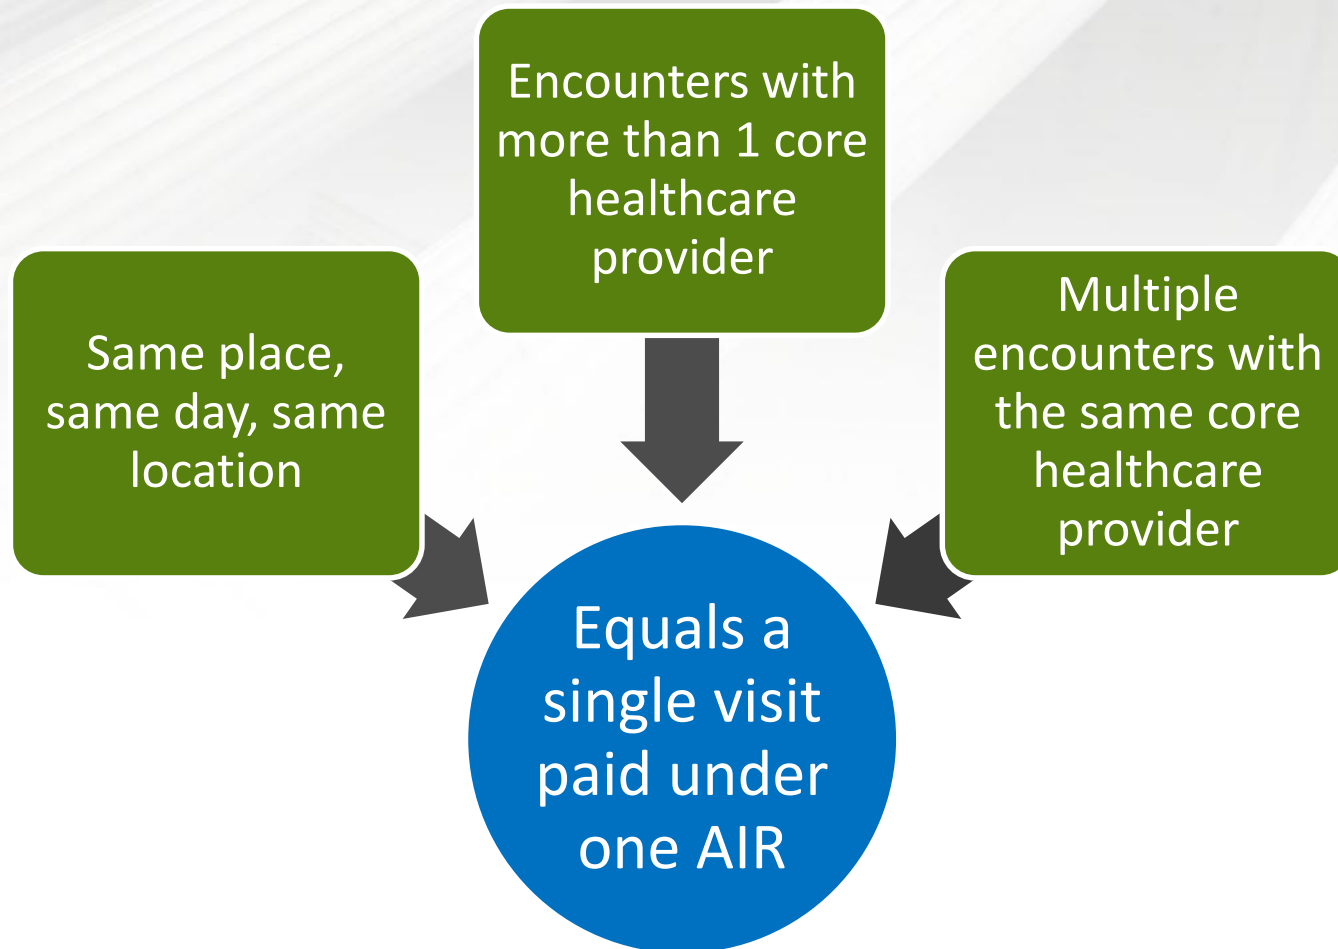 Encounters with
more than 1 core
healthcare
provider
Same place,
same day, same
location
Multiple
encounters with
the same core
healthcare
provider
Equals a
single visit
paid under
one AIR